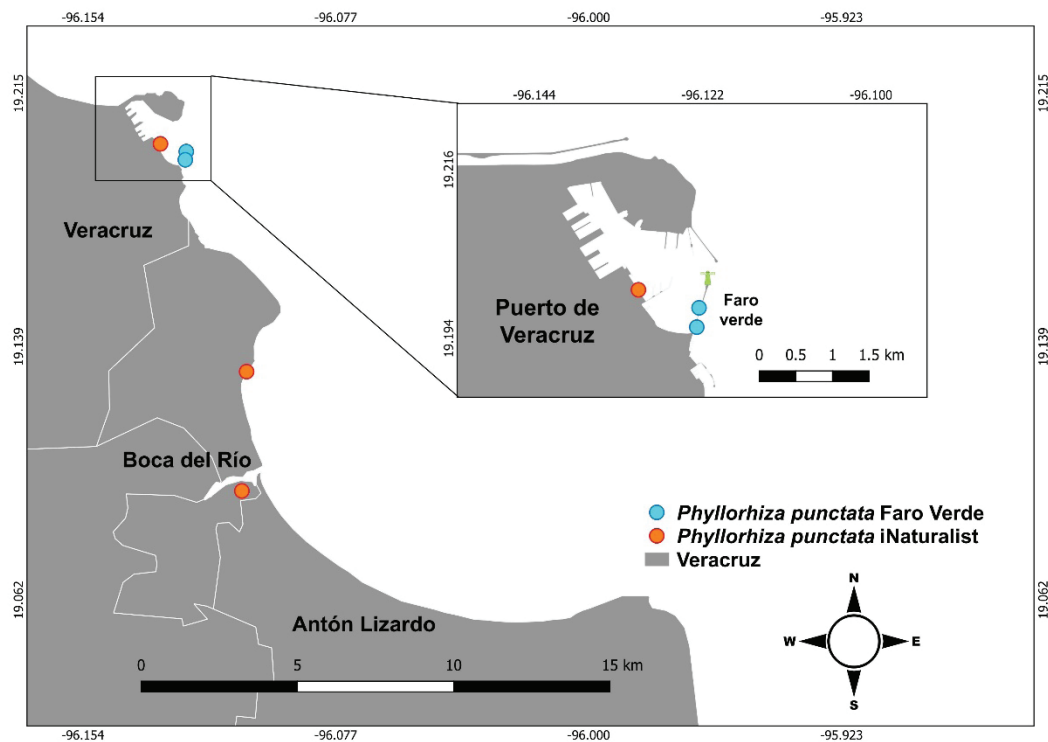 -96.154 -96.077 -96.000 -95.923
19.215
19.215
-96.144 -96.122 -96.100
19.216
19.194
Veracruz
Puerto de
Veracruz
Faro
verde
0 0.5 1 1.5 km
19.139
19.139
Boca del Río
Phyllorhiza punctata Faro Verde
Phyllorhiza punctata iNaturalist
Veracruz
19.062
19.062
Antón Lizardo
N
W E
S
0 5 10 15 km
-96.154 -96.077 -96.000 -95.923